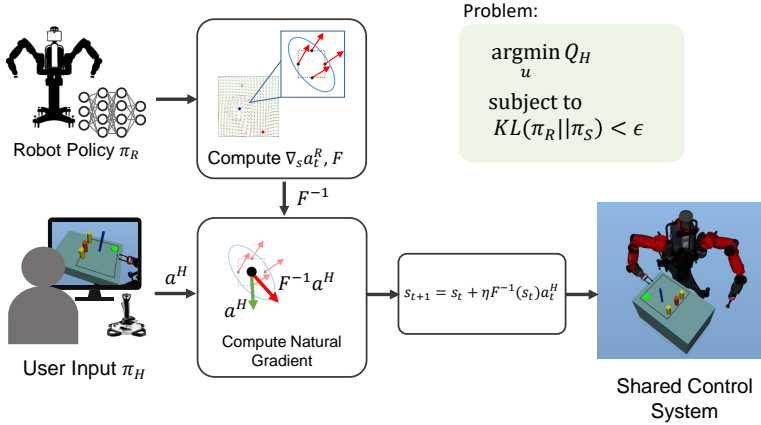 Problem:
argmin Q_H
u
subject to
KL(π_R||π_S) < ϵ
Robot Policy π_R
Compute ∇_s a_t^R, F
F^{-1}
a^H
F^{-1}a^H
a^H
Compute Natural
Gradient
s_{t+1} = s_t + ηF^{-1}(s_t)a_t^H
User Input π_H
Shared Control
System